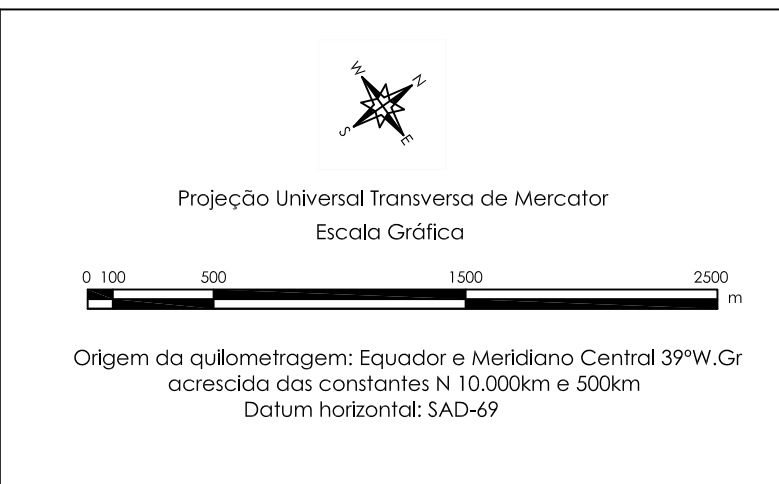 W N
S E
Projeção Universal Transversa de Mercator
Escala Gráfica
0 100 500 1500 2500
m
Origem da quilometragem: Equador e Meridiano Central 39ºW.Gr
acrescida das constantes N 10.000km e 500km
Datum horizontal: SAD-69